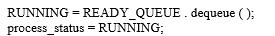 RUNNING = READY_QUEUE . dequeue ( );
process_status = RUNNING;